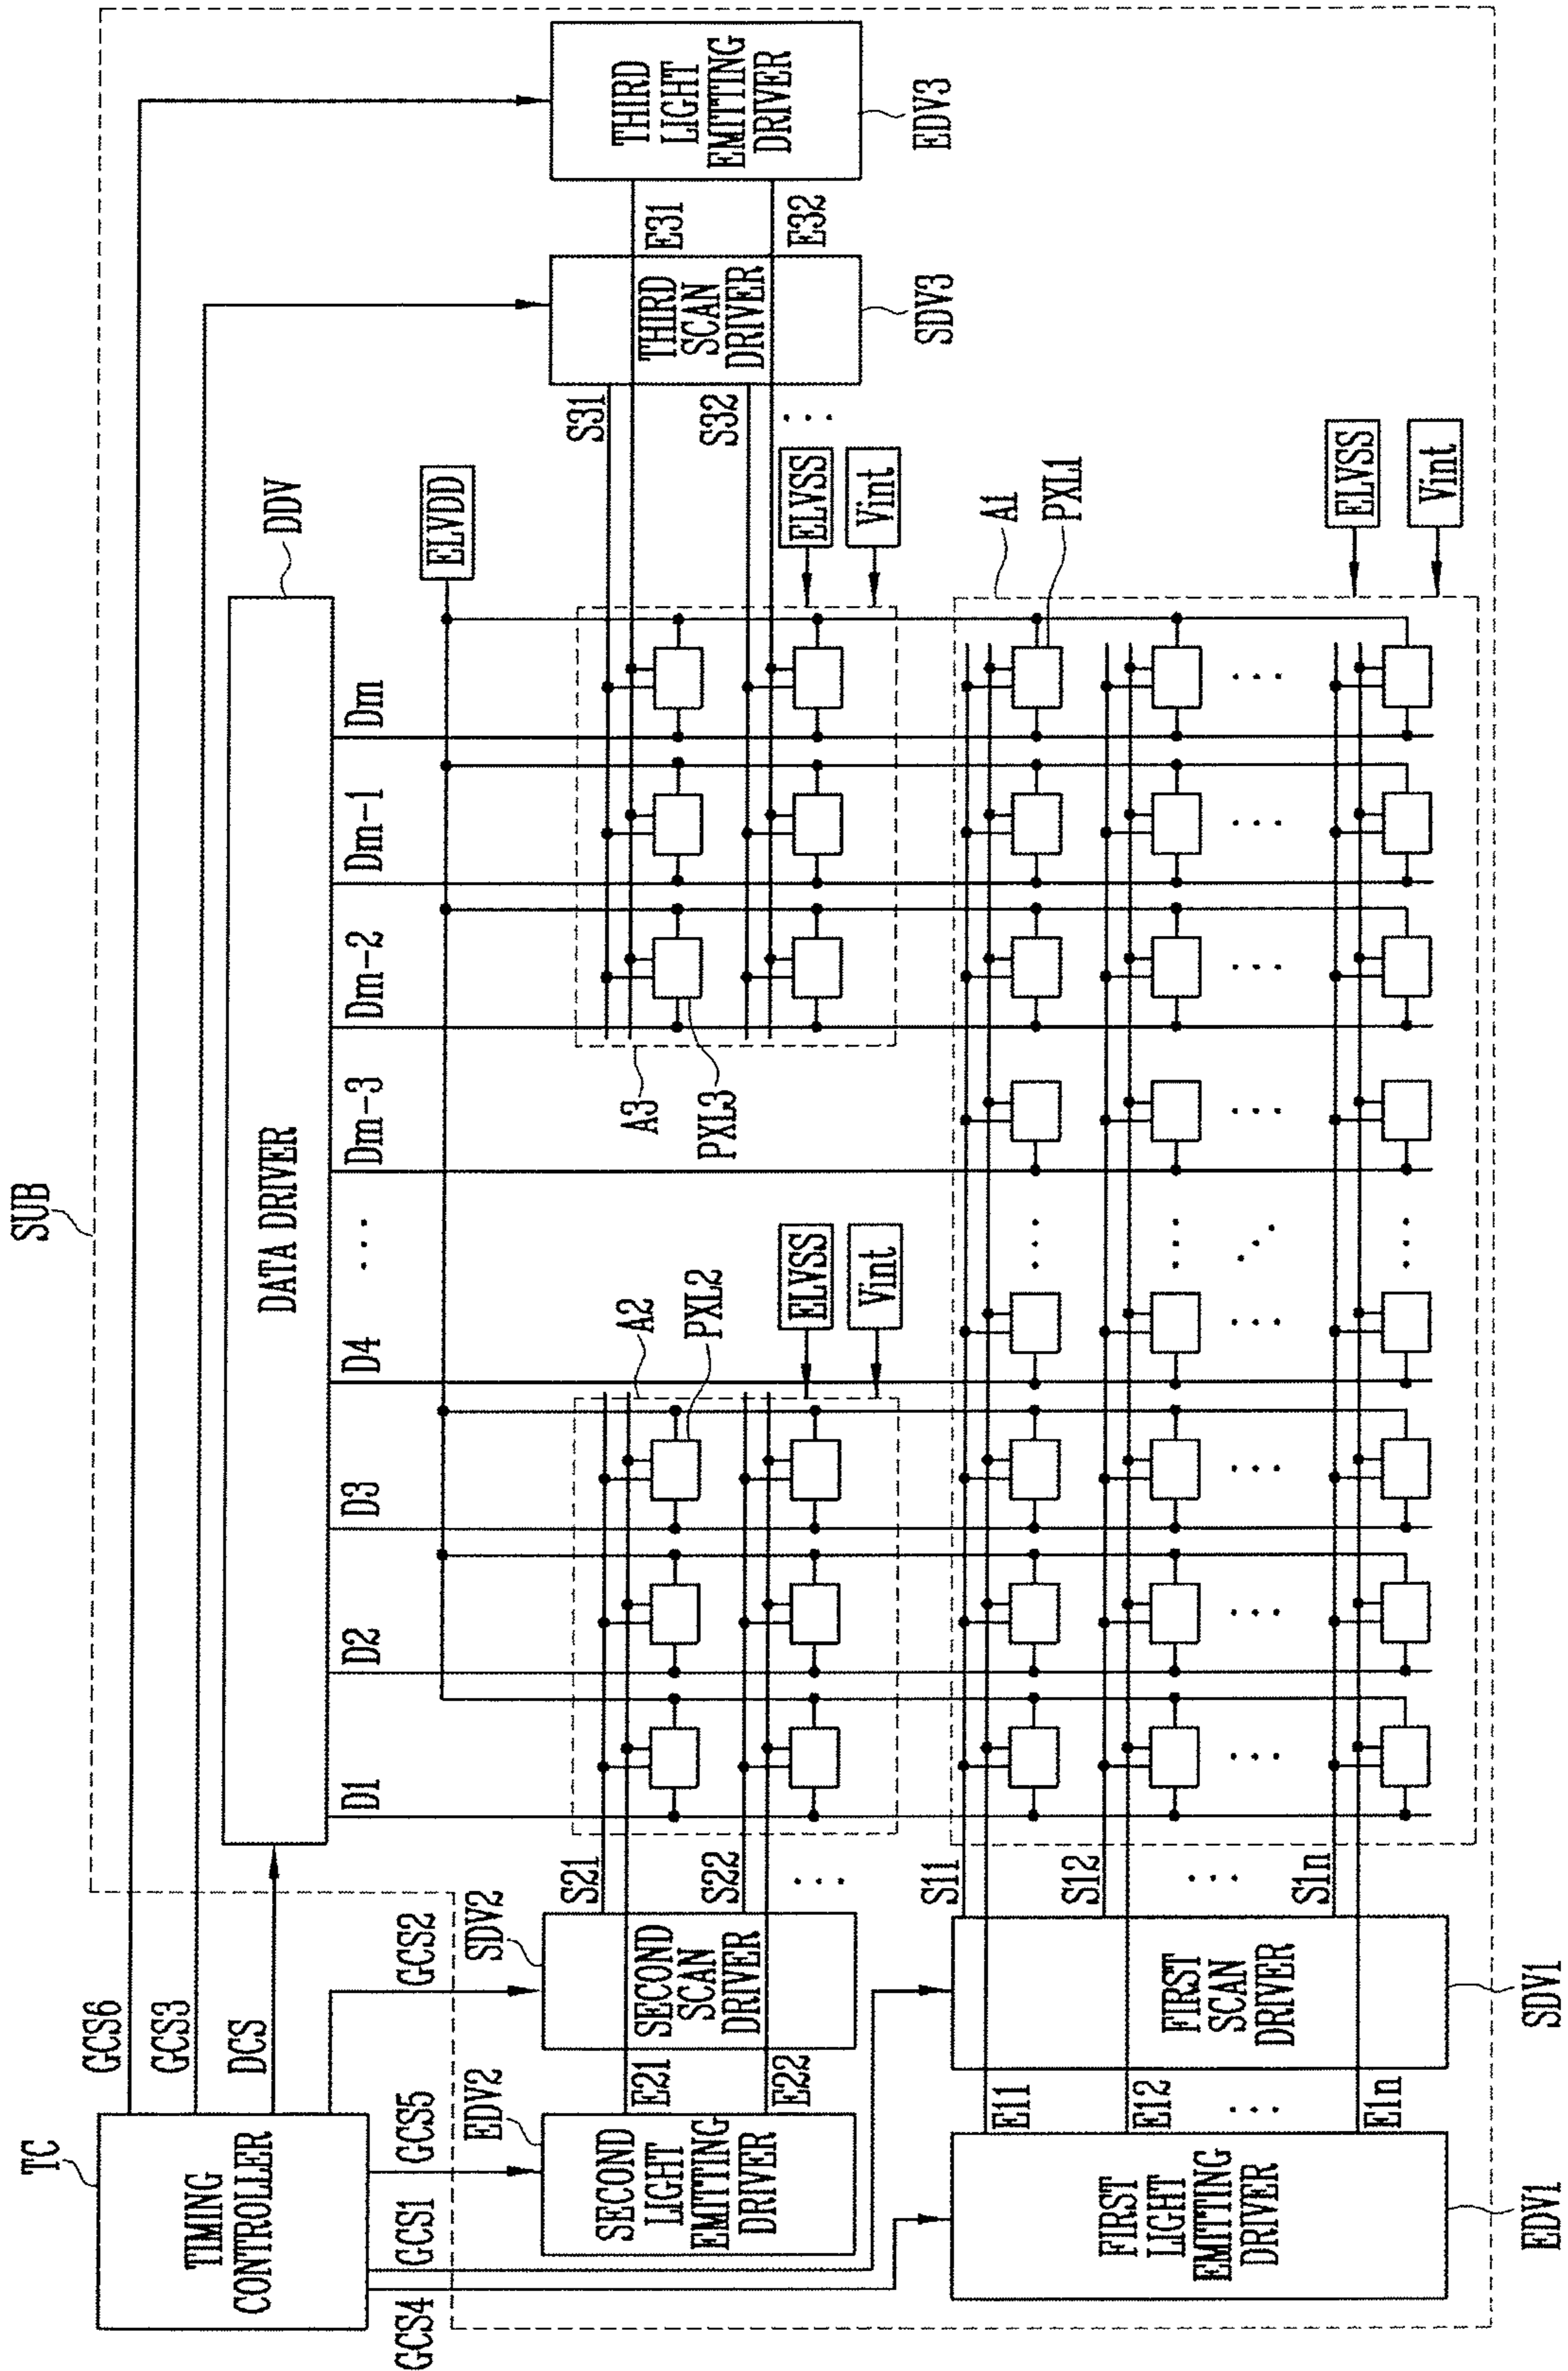 SUB
TC
TIMING
CONTROLLER
GCS6
GCS3
DCS
GCS2
GCS5
GCS1
GCS4
DATA DRIVER
DDV
D1
D2
D3
D4
...
Dm-3
Dm-2
Dm-1
Dm
ELVDD
EDV2
SECOND
LIGHT
EMITTING
DRIVER
SDV2
SECOND
SCAN
DRIVER
E21
E22
S21
S22
...
A2
PXL2
ELVSS
Vint
A3
PXL3
S31
S32
...
ELVSS
Vint
THIRD
SCAN
DRIVER
SDV3
E31
E32
THIRD
LIGHT
EMITTING
DRIVER
EDV3
FIRST
LIGHT
EMITTING
DRIVER
EDV1
E11
E12
...
E1n
FIRST
SCAN
DRIVER
SDV1
S11
S12
...
S1n
A1
PXL1
ELVSS
Vint